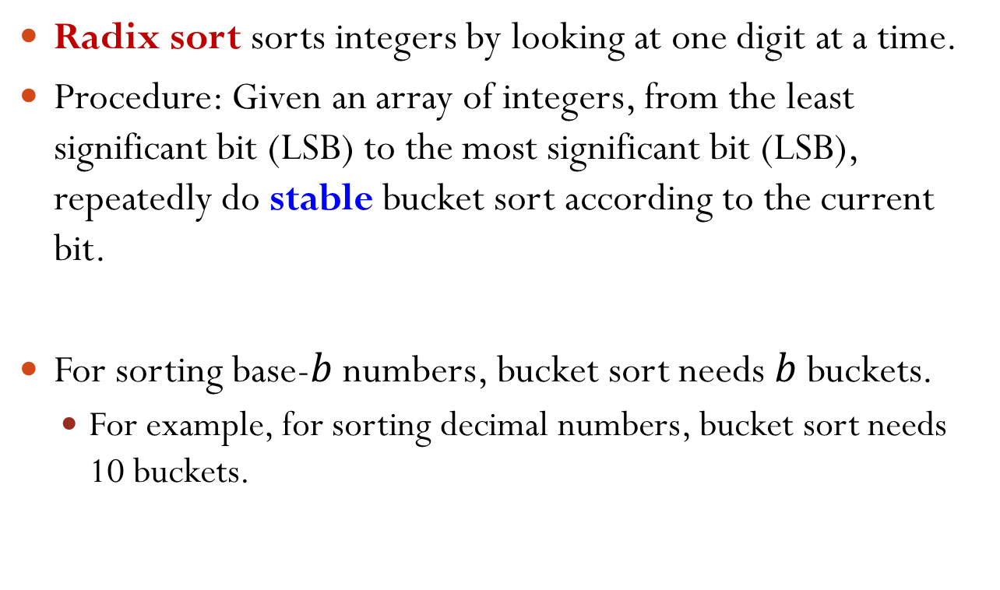 • Radix sort sorts integers by looking at one digit at a time.
• Procedure: Given an array of integers, from the least
significant bit (LSB) to the most significant bit (LSB),
repeatedly do stable bucket sort according to the current
bit.
• For sorting base-b numbers, bucket sort needs b buckets.
• For example, for sorting decimal numbers, bucket sort needs
10 buckets.